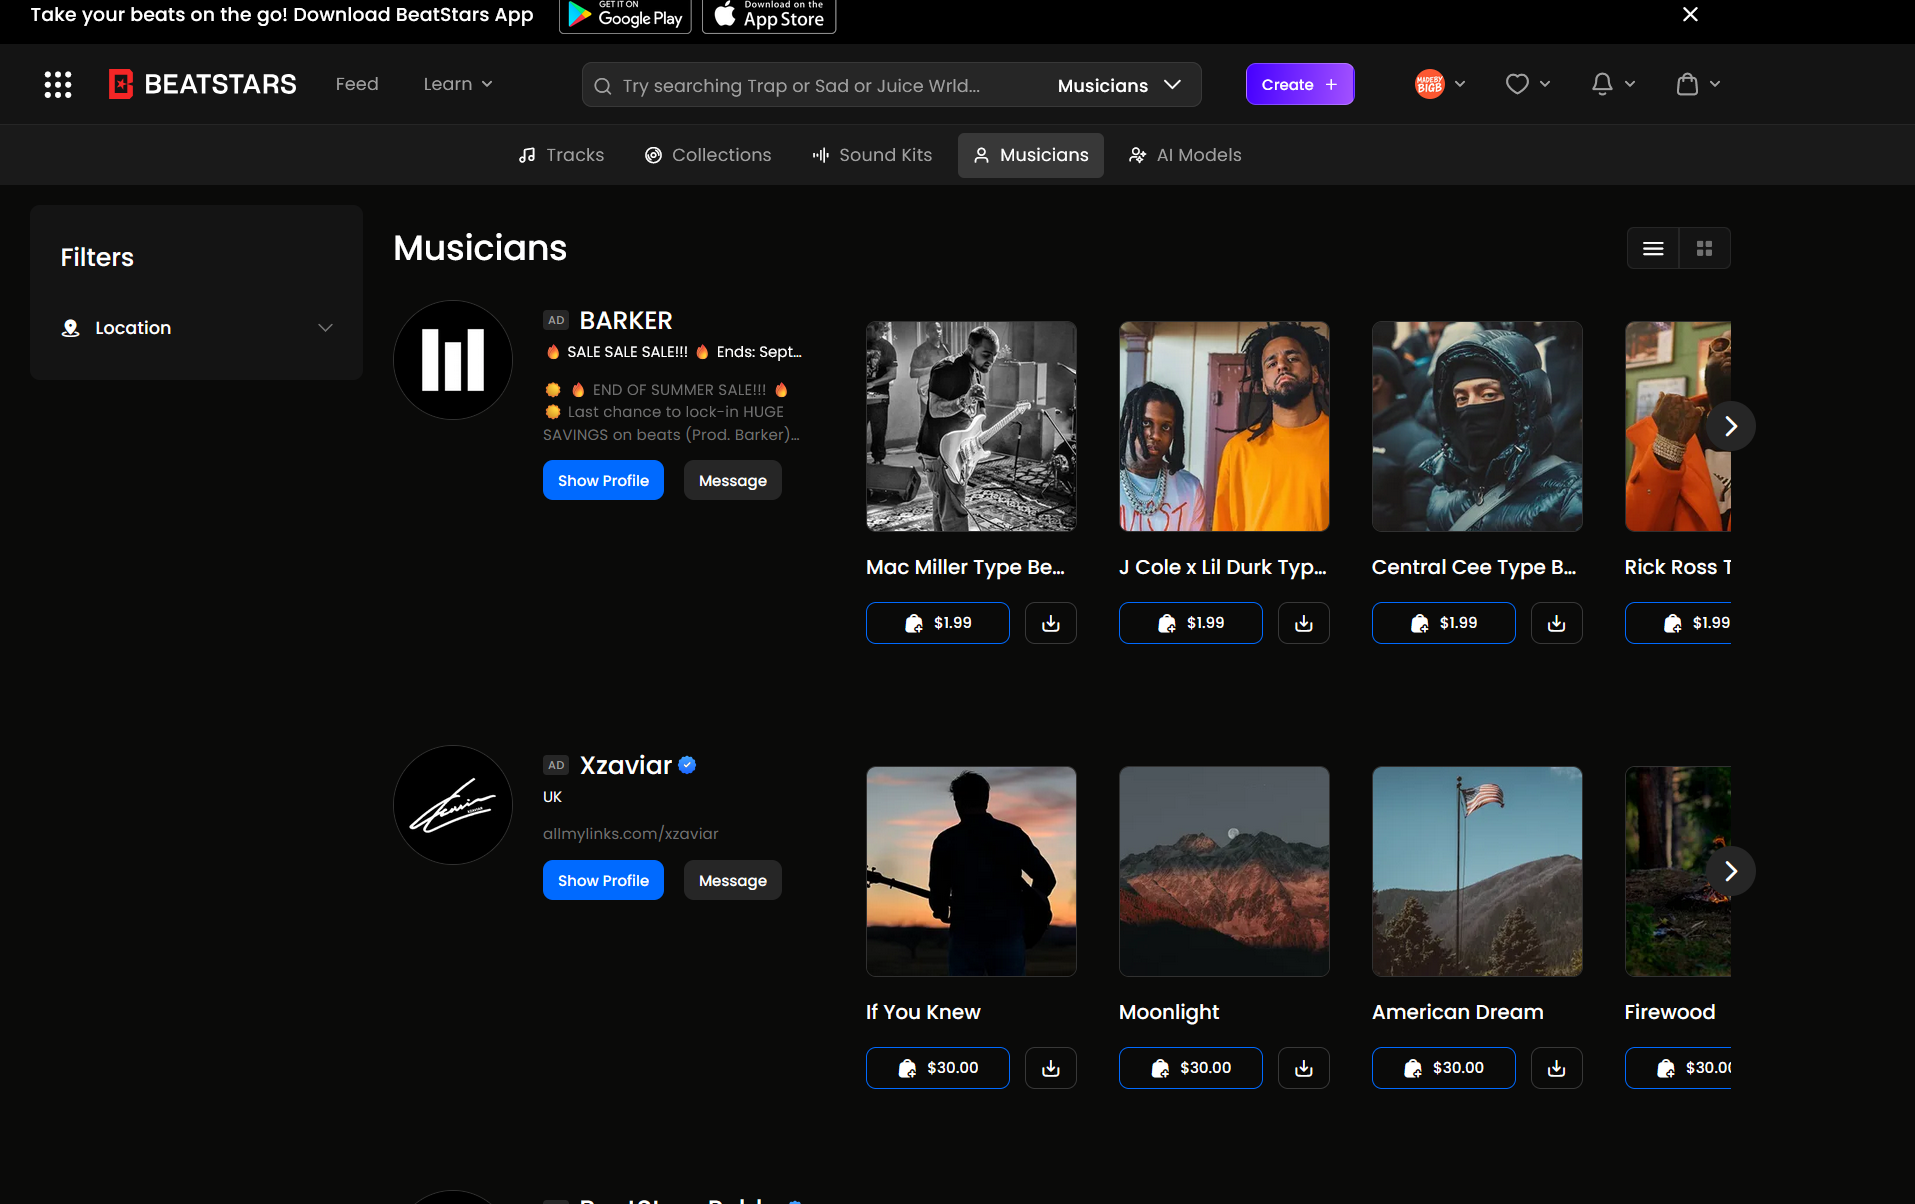 Take your beats on the go! Download BeatStars App
GET IT ON
Google Play
Download on the
App Store
BEATSTARS
Feed
Learn
Try searching Trap or Sad or Juice Wrld...
Musicians
Create +
MADE BY
BIGB
Tracks
Collections
Sound Kits
Musicians
AI Models
Filters
Location
Musicians
AD BARKER
🔥 SALE SALE SALE!!! 🔥 Ends: Sept...
END OF SUMMER SALE!!! 🔥
Last chance to lock-in HUGE
SAVINGS on beats (Prod. Barker)...
Show Profile
Message
Mac Miller Type Be...
J Cole x Lil Durk Typ...
Central Cee Type B...
Rick Ross T
$1.99
$1.99
$1.99
$1.99
AD Xzaviar
UK
allmylinks.com/xzaviar
Show Profile
Message
If You Knew
Moonlight
American Dream
Firewood
$30.00
$30.00
$30.00
$30.00